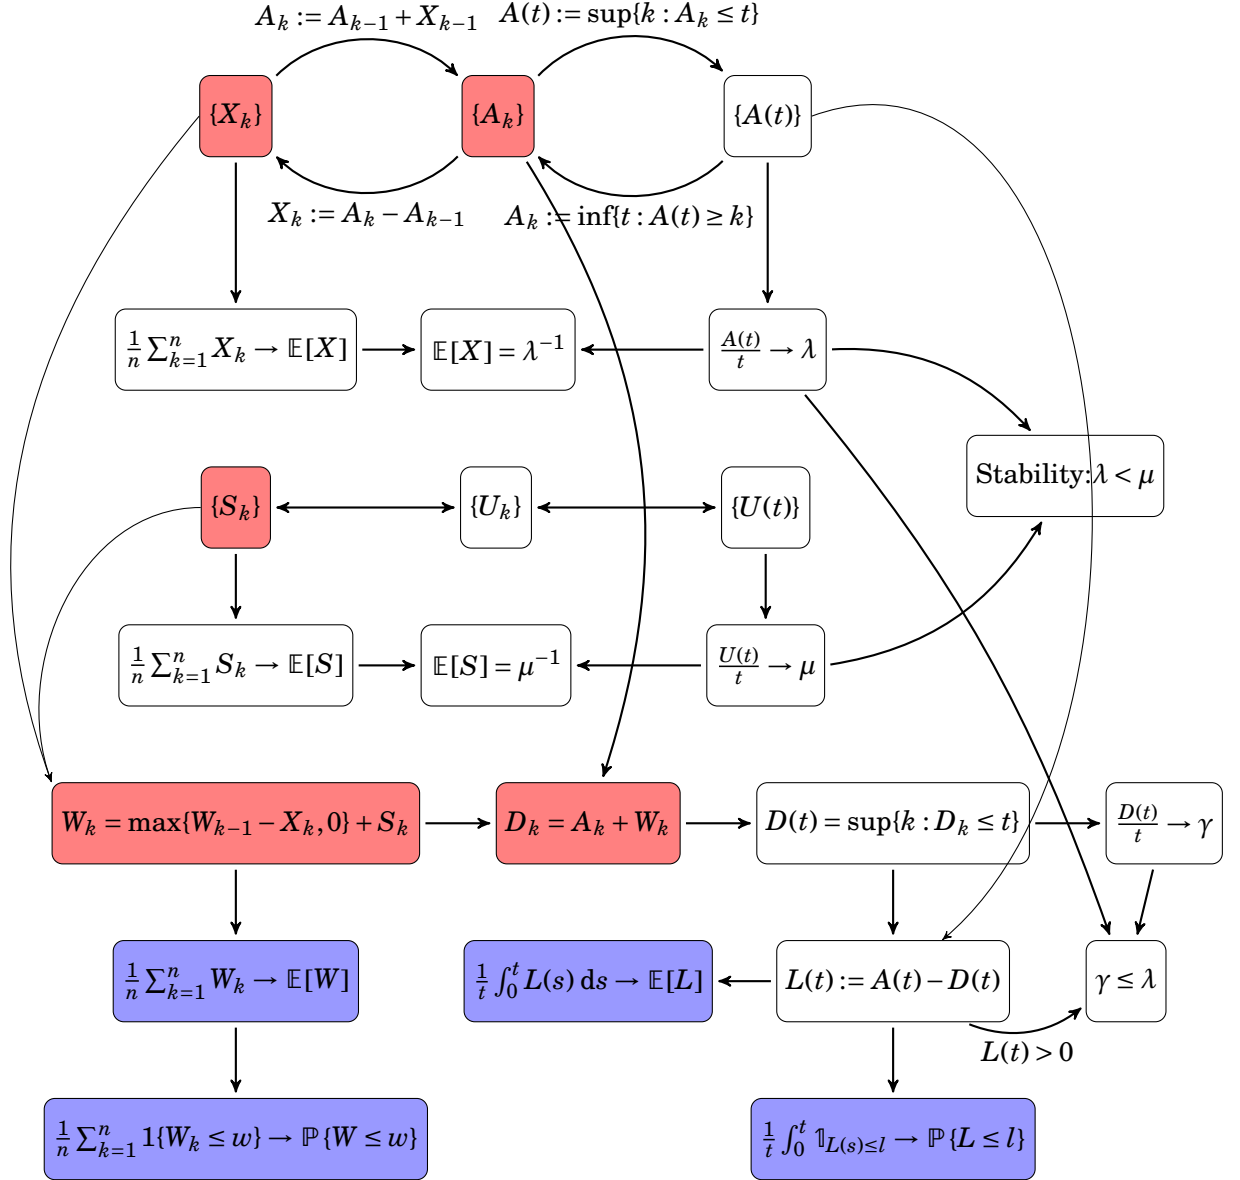 A_k := A_{k−1} + X_{k−1}
A(t) := sup{k : A_k ≤ t}
{X_k}
{A_k}
{A(t)}
X_k := A_k − A_{k−1}
A_k := inf{t : A(t) ≥ k}
1/n ∑_{k=1}^n X_k → 𝔼[X]
𝔼[X] = λ^{−1}
A(t)/t → λ
Stability: λ < μ
{S_k}
{U_k}
{U(t)}
1/n ∑_{k=1}^n S_k → 𝔼[S]
𝔼[S] = μ^{−1}
U(t)/t → μ
W_k = max{W_{k−1} − X_k, 0} + S_k
D_k = A_k + W_k
D(t) = sup{k : D_k ≤ t}
D(t)/t → γ
1/n ∑_{k=1}^n W_k → 𝔼[W]
1/t ∫_0^t L(s) ds → 𝔼[L]
L(t) := A(t) − D(t)
γ ≤ λ
L(t) > 0
1/n ∑_{k=1}^n 1{W_k ≤ w} → ℙ{W ≤ w}
1/t ∫_0^t 𝟙_{L(s)≤l} → ℙ{L ≤ l}